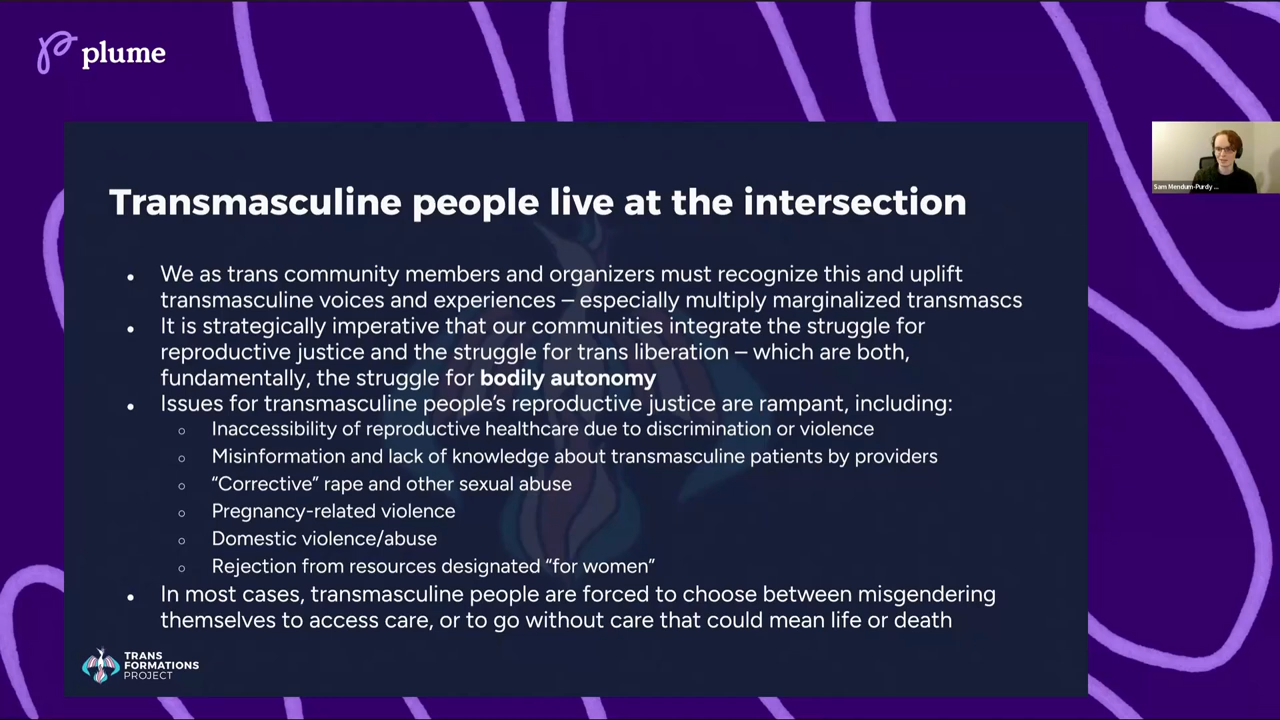 plume
Transmasculine people live at the intersection
• We as trans community members and organizers must recognize this and uplift
transmasculine voices and experiences – especially multiply marginalized transmascs
• It is strategically imperative that our communities integrate the struggle for
reproductive justice and the struggle for trans liberation – which are both,
fundamentally, the struggle for bodily autonomy
• Issues for transmasculine people’s reproductive justice are rampant, including:
○ Inaccessibility of reproductive healthcare due to discrimination or violence
○ Misinformation and lack of knowledge about transmasculine patients by providers
○ “Corrective” rape and other sexual abuse
○ Pregnancy-related violence
○ Domestic violence/abuse
○ Rejection from resources designated “for women”
• In most cases, transmasculine people are forced to choose between misgendering
themselves to access care, or to go without care that could mean life or death
TRANS
FORMATIONS
PROJECT
Sam Mendum-Purdy ...